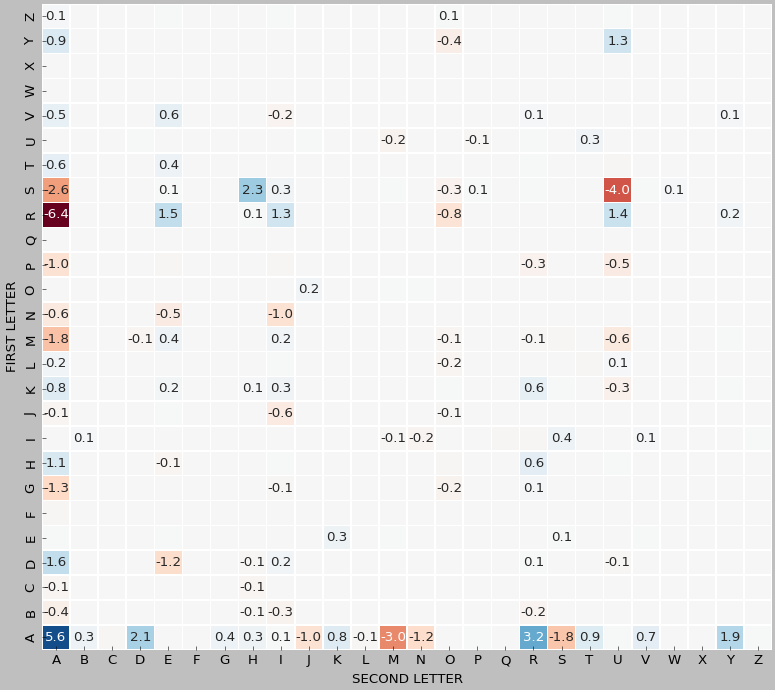 Z 0.1 0.1
Y 0.9 -0.4 1.3
X
W
V 0.5 0.6 -0.2 0.1 0.1
U -0.2 -0.1 0.3
T 0.6 0.4
S -2.6 0.1 2.3 0.3 -0.3 0.1 -4.0 0.1
R -6.4 1.5 0.1 1.3 -0.8 1.4 0.2
Q
P -1.0 -0.3 -0.5
O 0.2
N -0.6 -0.5 -1.0
M -1.8 -0.1 0.4 0.2 -0.1 -0.1 -0.6
L 0.2 -0.2 0.1
K 0.8 0.2 0.1 0.3 0.6 -0.3
J -0.1 -0.6 -0.1
I 0.1 -0.1 -0.2 0.4 0.1
H 1.1 -0.1 0.6
G -1.3 -0.1 -0.2 0.1
F
E 0.3 0.1
D 1.6 -1.2 -0.1 0.2 0.1 -0.1
C -0.1 -0.1
B -0.4 -0.1 -0.3 -0.2
A 5.6 0.3 2.1 0.4 0.3 0.1 -1.0 0.8 -0.1 -3.0 -1.2 3.2 -1.8 0.9 0.7 1.9
FIRST LETTER
A B C D E F G H I J K L M N O P Q R S T U V W X Y Z
SECOND LETTER